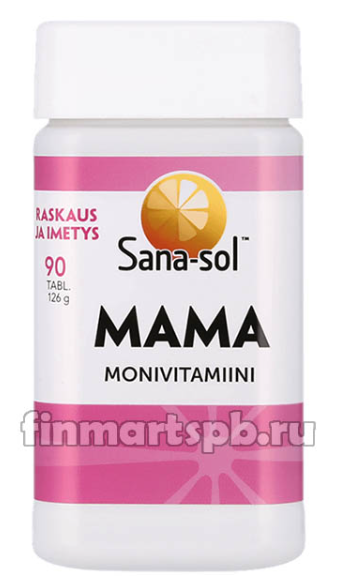 Sana-sol™
RASKAUS
JA IMETYS
90
TABL.
126 g
MAMA
MONIVITAMIINI
finmartspb.ru